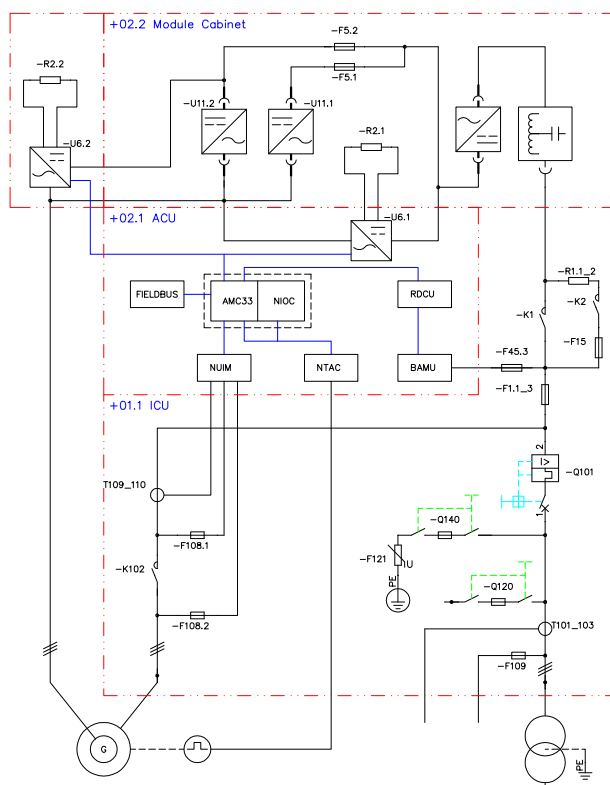 +02.2 Module Cabinet
-F5.2
-R2.2
-F5.1
-U11.2
-U11.1
-R2.1
-U6.2
-U6.1
+02.1 ACU
-R1.1_2
FIELDBUS
AMC33
NIOC
RDCU
-K2
-K1
-F15
-F45.3
NUIM
NTAC
BAMU
-F1.1_3
+01.1 ICU
2
I>
-Q101
T109_110
1
-Q140
-F108.1
-F121
U
-K102
PE
-Q120
-F108.2
T101_103
-F109
G
PE